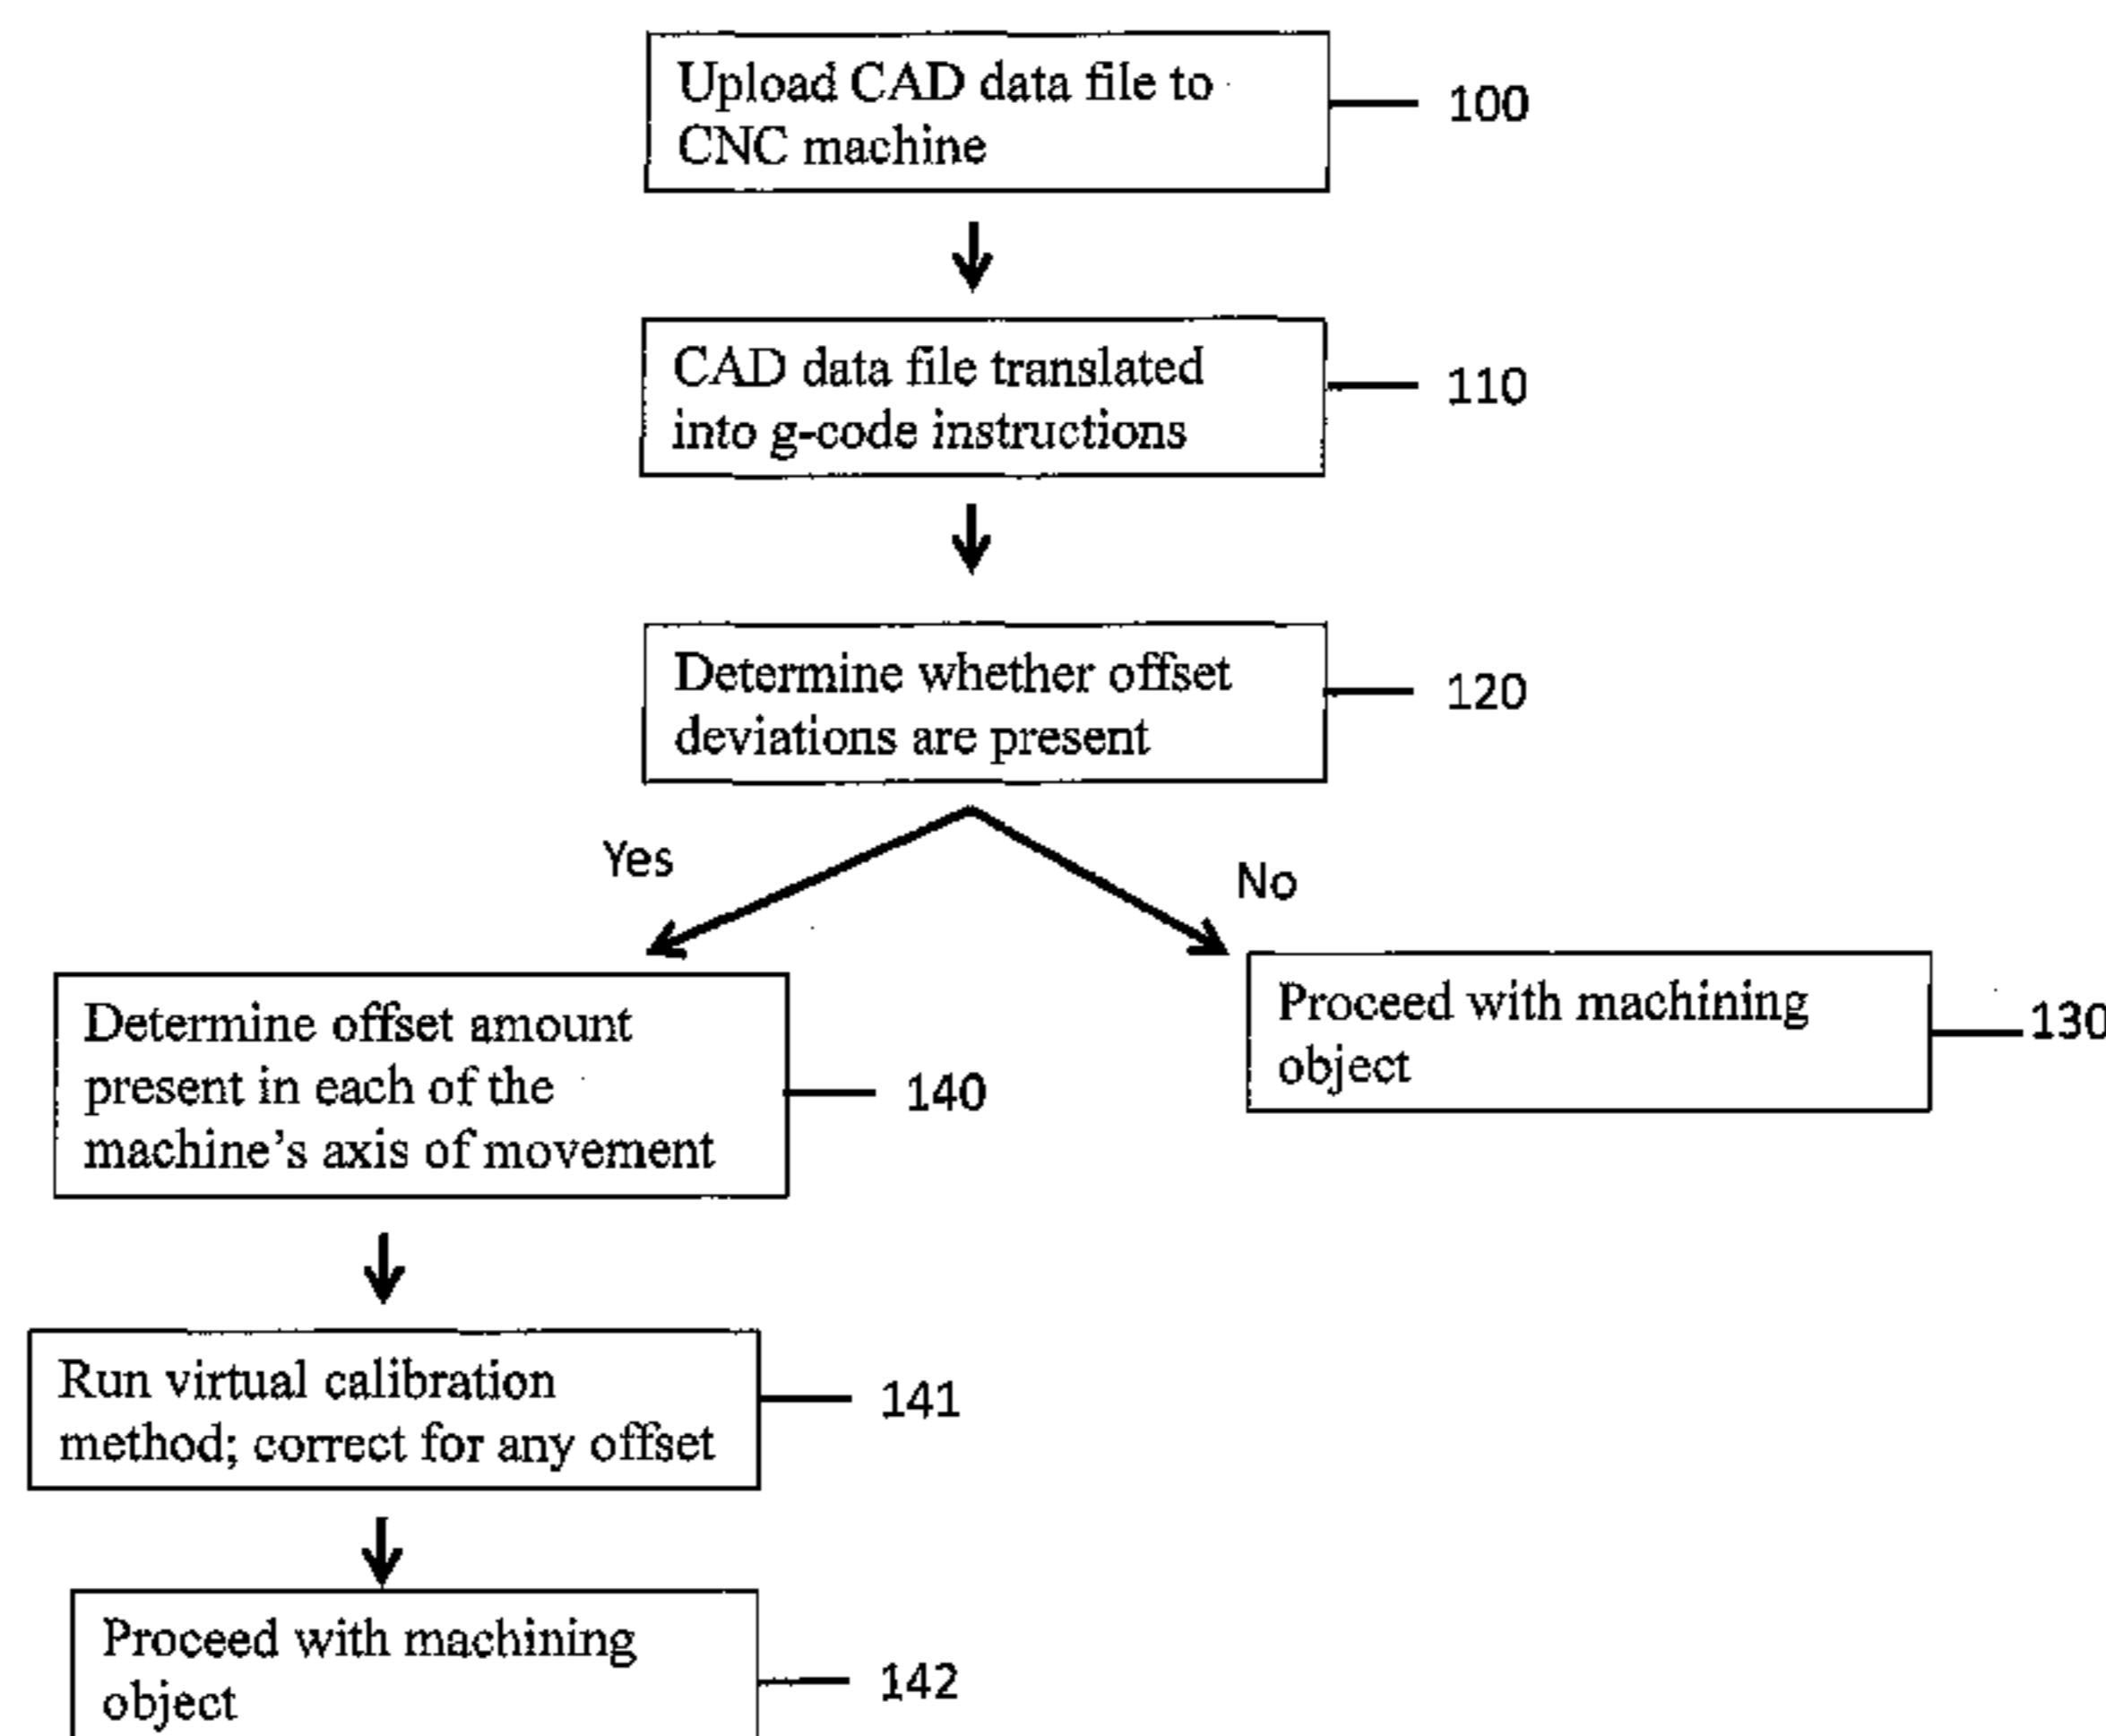 Upload CAD data file to
CNC machine
100
CAD data file translated
into g-code instructions
110
Determine whether offset
deviations are present
120
Yes
No
Determine offset amount
present in each of the
machine's axis of movement
140
Proceed with machining
object
130
Run virtual calibration
method; correct for any offset
141
Proceed with machining
object
142